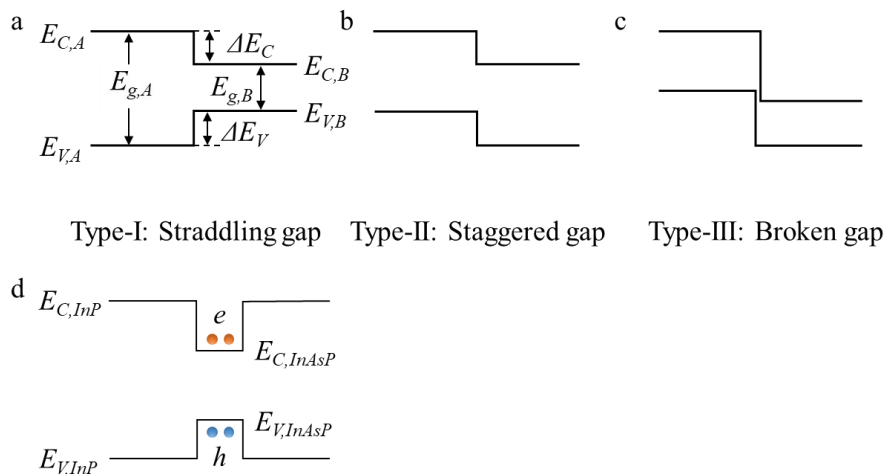 a
E_{C,A}
ΔE_C
E_{C,B}
E_{g,A}
E_{g,B}
E_{V,B}
ΔE_V
E_{V,A}
b
c
Type-I: Straddling gap
Type-II: Staggered gap
Type-III: Broken gap
d
E_{C,InP}
e
E_{C,InAsP}
E_{V,InAsP}
E_{V,InP}
h